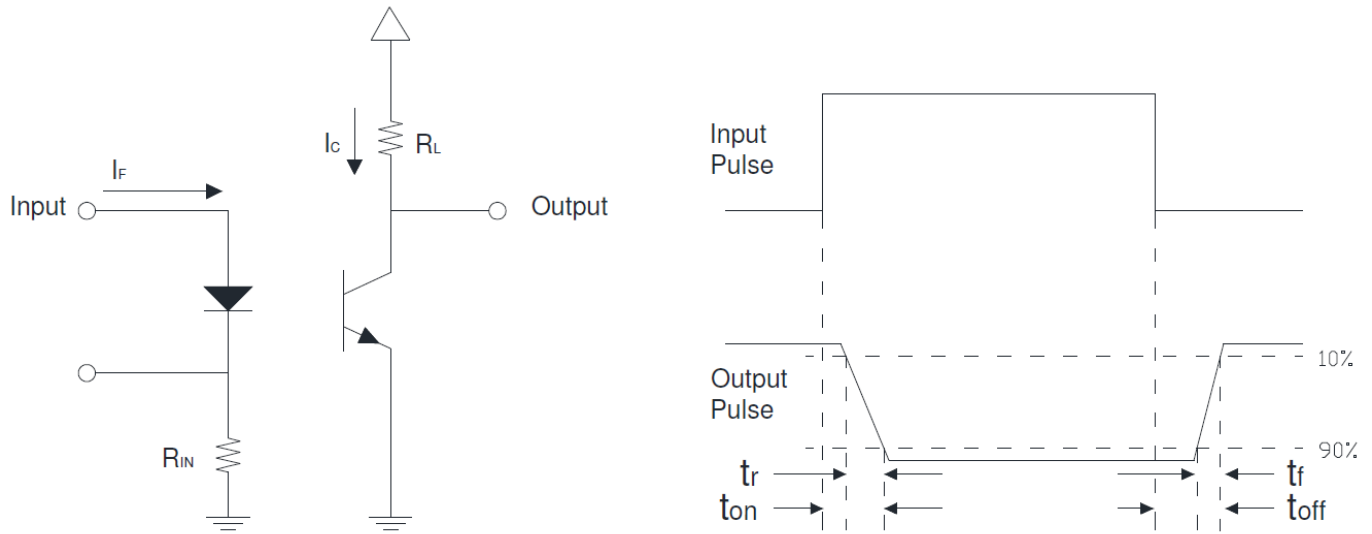 IC
RL
IF
Input
Output
RIN
Input
Pulse
Output
Pulse
10%
90%
tr
tf
ton
toff